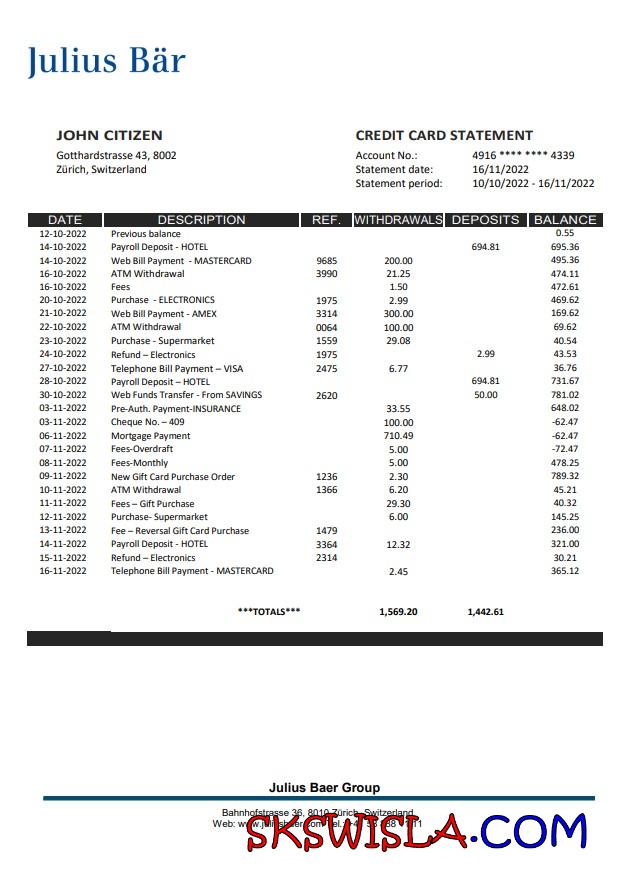 Julius Bär
JOHN CITIZEN
Gotthardstrasse 43, 8002
Zürich, Switzerland
CREDIT CARD STATEMENT
Account No.: 4916 **** **** 4339
Statement date: 16/11/2022
Statement period: 10/10/2022 - 16/11/2022
DATE DESCRIPTION REF. WITHDRAWALS DEPOSITS BALANCE
12-10-2022 Previous balance 0.55
14-10-2022 Payroll Deposit - HOTEL 694.81 695.36
14-10-2022 Web Bill Payment - MASTERCARD 9685 200.00 495.36
16-10-2022 ATM Withdrawal 3990 21.25 474.11
16-10-2022 Fees 1.50 472.61
20-10-2022 Purchase - ELECTRONICS 1975 2.99 469.62
21-10-2022 Web Bill Payment - AMEX 3314 300.00 169.62
22-10-2022 ATM Withdrawal 0064 100.00 69.62
23-10-2022 Purchase - Supermarket 1559 29.08 40.54
24-10-2022 Refund – Electronics 1975 2.99 43.53
27-10-2022 Telephone Bill Payment – VISA 2475 6.77 36.76
28-10-2022 Payroll Deposit – HOTEL 694.81 731.67
30-10-2022 Web Funds Transfer - From SAVINGS 2620 50.00 781.02
03-11-2022 Pre-Auth. Payment-INSURANCE 33.55 648.02
03-11-2022 Cheque No. – 409 100.00 -62.47
06-11-2022 Mortgage Payment 710.49 -62.47
07-11-2022 Fees-Overdraft 5.00 -72.47
08-11-2022 Fees-Monthly 5.00 478.25
09-11-2022 New Gift Card Purchase Order 1236 2.30 789.32
10-11-2022 ATM Withdrawal 1366 6.20 45.21
11-11-2022 Fees – Gift Purchase 29.30 40.32
12-11-2022 Purchase- Supermarket 6.00 145.25
13-11-2022 Fee – Reversal Gift Card Purchase 1479 236.00
14-11-2022 Payroll Deposit - HOTEL 3364 12.32 321.00
15-11-2022 Refund – Electronics 2314 30.21
16-11-2022 Telephone Bill Payment - MASTERCARD 2.45 365.12
***TOTALS*** 1,569.20 1,442.61
Julius Baer Group
Bahnhofstrasse 36, 8010 Zürich, Switzerland
Web:
SKSWISLA.COM